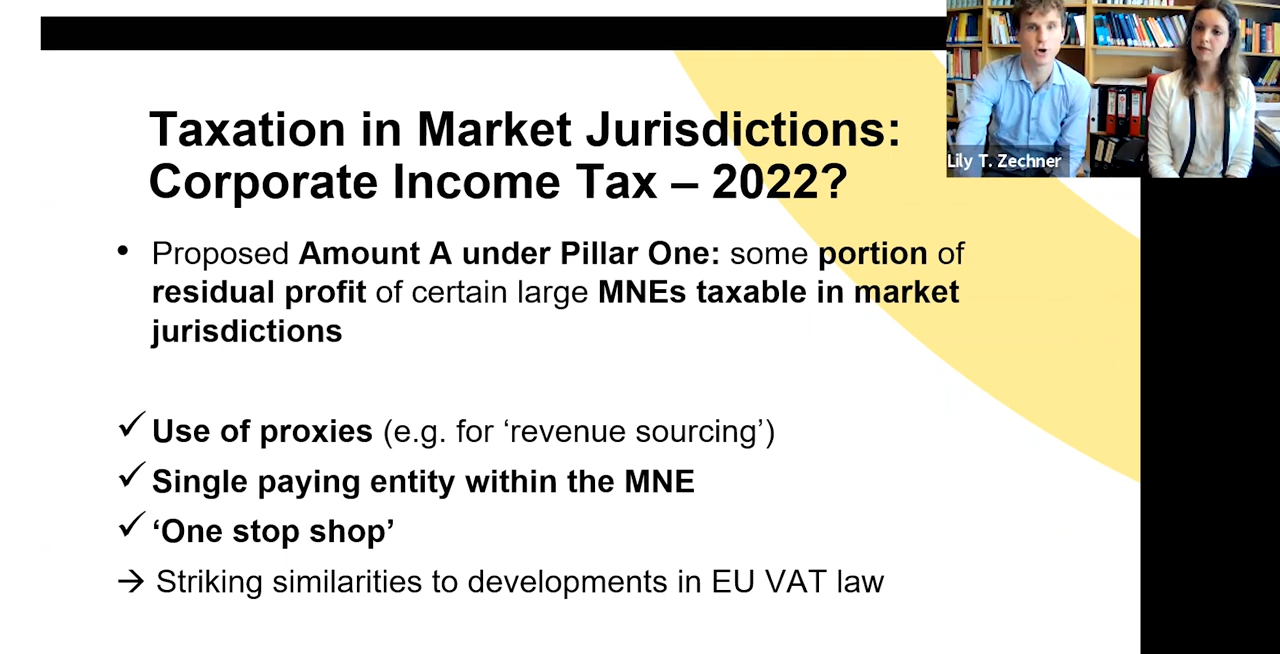 Taxation in Market Jurisdictions:
Corporate Income Tax – 2022?
Lily T. Zechner
• Proposed Amount A under Pillar One: some portion of
residual profit of certain large MNEs taxable in market
jurisdictions
✓ Use of proxies (e.g. for ‘revenue sourcing’)
✓ Single paying entity within the MNE
✓ ‘One stop shop’
→ Striking similarities to developments in EU VAT law